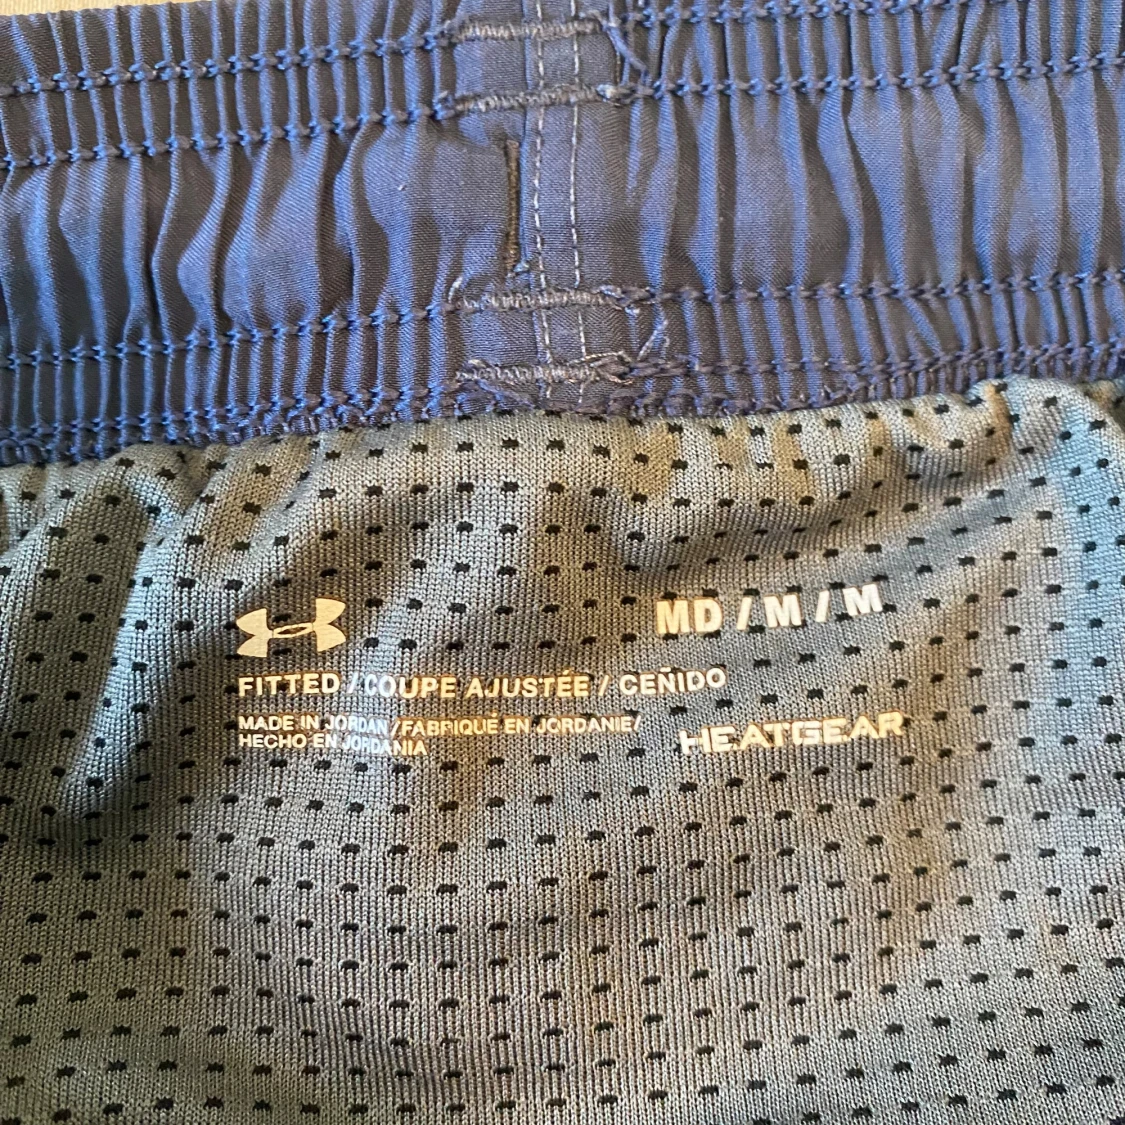 MD / M / M
FITTED / COUPE AJUSTÉE / CEÑIDO
MADE IN JORDAN / FABRIQUÉ EN JORDANIE /
HECHO EN JORDANIA
HEATGEAR